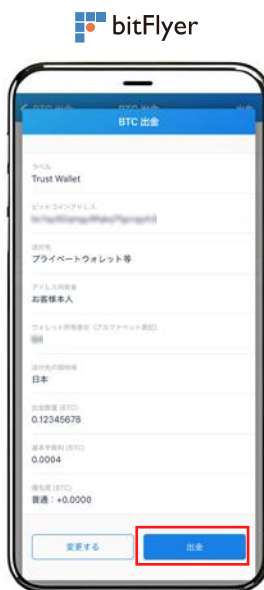 bitFlyer
BTC 出金
ラベル
Trust Wallet
ビットコインアドレス
送付先
プライベートウォレット等
アドレス所有者
お客様本人
ウォレット所有者名（アルファベット表記）
送付先の国地域
日本
出金数量 (BTC)
0.12345678
基本手数料 (BTC)
0.0004
優先度 (BTC)
普通：+0.0000
変更する
出金